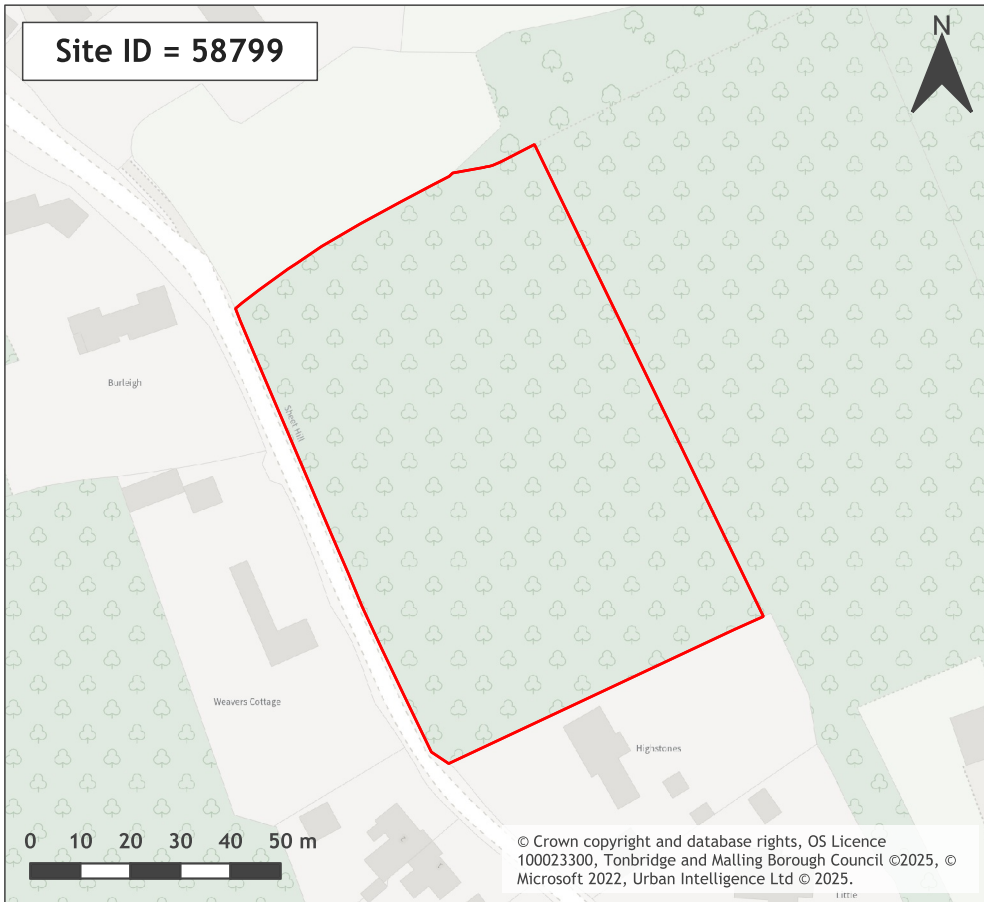 Site ID = 58799
N
Burleigh
Sheet Hill
Weavers Cottage
Highstones
0 10 20 30 40 50 m
© Crown copyright and database rights, OS Licence
100023300, Tonbridge and Malling Borough Council ©2025, ©
Microsoft 2022, Urban Intelligence Ltd © 2025.
Little